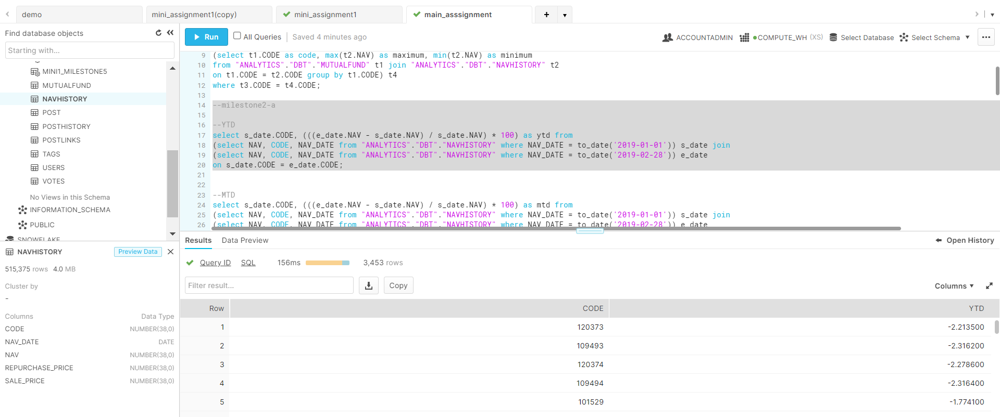 demo
mini_assignment1(copy)
mini_assignment1
main_asssignment
Find database objects
Starting with...
MINI1_MILESTONE5
MUTUALFUND
NAVHISTORY
POST
POSTHISTORY
POSTLINKS
TAGS
USERS
VOTES
No Views in this Schema
INFORMATION_SCHEMA
PUBLIC
SNOWFLAKE
NAVHISTORY
Preview Data
515,375 rows 4.0 MB
Cluster by
-
Columns Data Type
CODE NUMBER(38,0)
NAV_DATE DATE
NAV NUMBER(38,0)
REPURCHASE_PRICE NUMBER(38,0)
SALE_PRICE NUMBER(38,0)
Run All Queries Saved 4 minutes ago
ACCOUNTADMIN COMPUTE_WH (XS) Select Database Select Schema
9 (select t1.CODE as code, max(t2.NAV) as maximum, min(t2.NAV) as minimum
10 from "ANALYTICS"."DBT"."MUTUALFUND" t1 join "ANALYTICS"."DBT"."NAVHISTORY" t2
11 on t1.CODE = t2.CODE group by t1.CODE) t4
12 where t3.CODE = t4.CODE;
13
14 --milestone2-a
15
16 --YTD
17 select s_date.CODE, (((e_date.NAV - s_date.NAV) / s_date.NAV) * 100) as ytd from
18 (select NAV, CODE, NAV_DATE from "ANALYTICS"."DBT"."NAVHISTORY" where NAV_DATE = to_date('2019-01-01')) s_date join
19 (select NAV, CODE, NAV_DATE from "ANALYTICS"."DBT"."NAVHISTORY" where NAV_DATE = to_date('2019-02-28')) e_date
20 on s_date.CODE = e_date.CODE;
21
22
23 --MTD
24 select s_date.CODE, (((e_date.NAV - s_date.NAV) / s_date.NAV) * 100) as mtd from
25 (select NAV, CODE, NAV_DATE from "ANALYTICS"."DBT"."NAVHISTORY" where NAV_DATE = to_date('2019-01-01')) s_date join
26 (select NAV, CODE, NAV_DATE from "ANALYTICS"."DBT"."NAVHISTORY" where NAV_DATE = to_date('2019-02-28')) e_date
Results Data Preview
Open History
Query ID SQL 156ms 3,453 rows
Filter result...
Copy
Columns
Row CODE YTD
1 120373 -2.213500
2 109493 -2.316200
3 120374 -2.278600
4 109494 -2.316400
5 101529 -1.774100